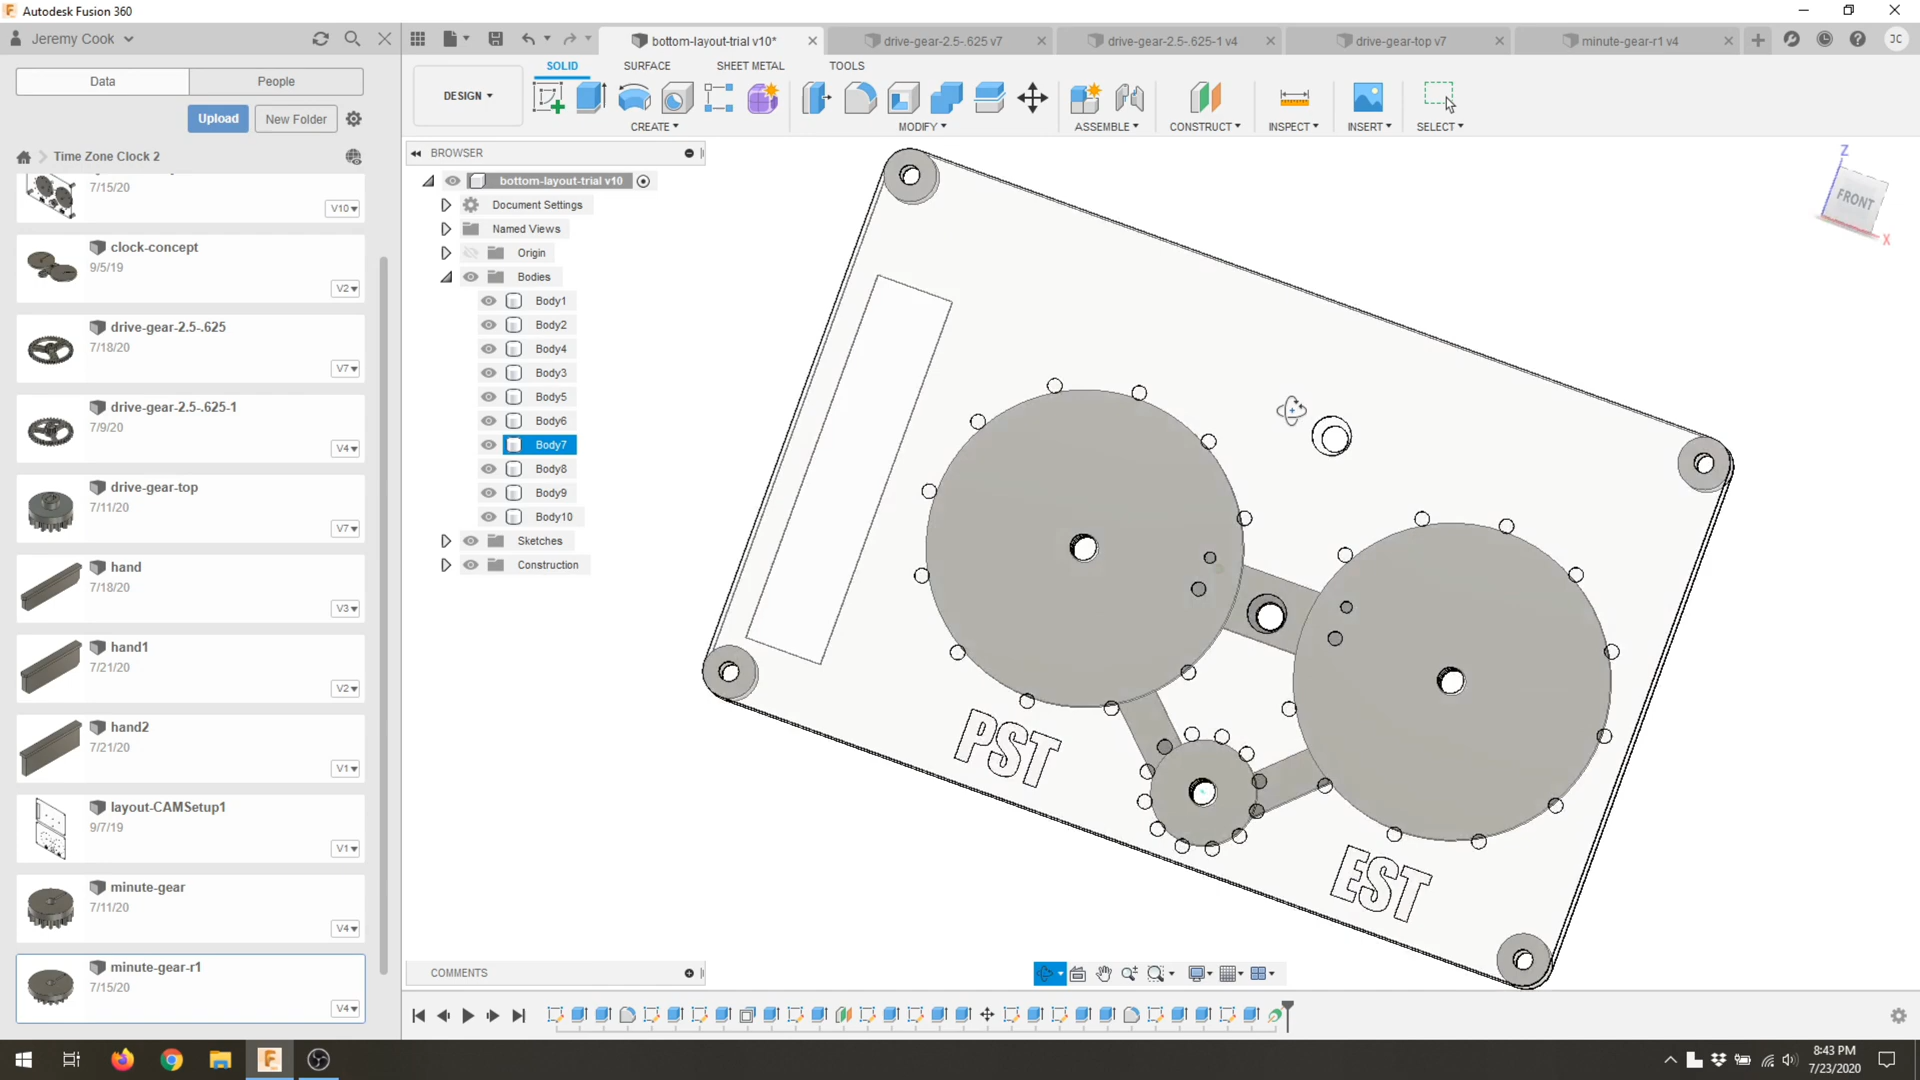 Autodesk Fusion 360
Jeremy Cook
bottom-layout-trial v10*
drive-gear-2.5-.625 v7
drive-gear-2.5-.625-1 v4
drive-gear-top v7
minute-gear-r1 v4
JC
Data
People
Upload
New Folder
Time Zone Clock 2
SOLID
SURFACE
SHEET METAL
TOOLS
DESIGN
CREATE
MODIFY
ASSEMBLE
CONSTRUCT
INSPECT
INSERT
SELECT
7/15/20
V10
clock-concept
9/5/19
V2
drive-gear-2.5-.625
7/18/20
V7
drive-gear-2.5-.625-1
7/9/20
V4
drive-gear-top
7/11/20
V7
hand
7/18/20
V3
hand1
7/21/20
V2
hand2
7/21/20
V1
layout-CAMSetup1
9/7/19
V1
minute-gear
7/11/20
V4
minute-gear-r1
7/15/20
V4
BROWSER
bottom-layout-trial v10
Document Settings
Named Views
Origin
Bodies
Body1
Body2
Body4
Body3
Body5
Body6
Body7
Body8
Body9
Body10
Sketches
Construction
COMMENTS
Z
FRONT
X
PST
EST
8:43 PM
7/23/2020